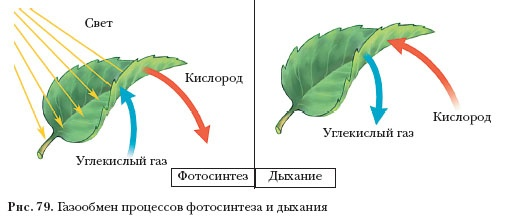 Свет
Кислород
Углекислый газ
Фотосинтез
Углекислый газ
Кислород
Дыхание
Рис. 79. Газообмен процессов фотосинтеза и дыхания